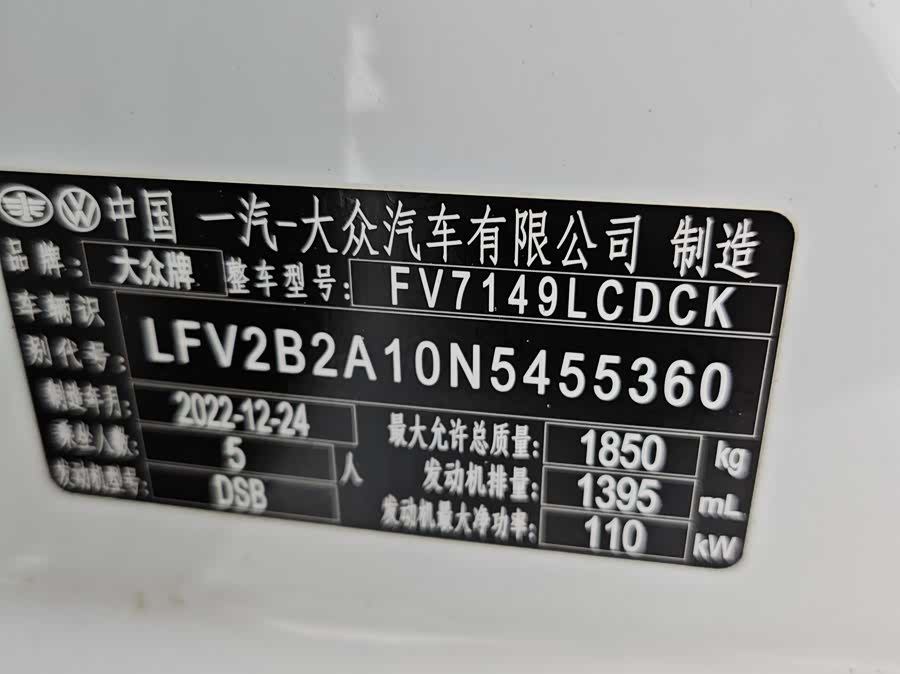 中国 一汽-大众汽车有限公司 制造
品牌: 大众牌 整车型号: FV7149LCDCK
车辆识别代号: LFV2B2A10N5455360
制造年月: 2022-12-24
乘坐人数: 5 人
发动机型号: DSB
最大允许总质量: 1850 kg
发动机排量: 1395 mL
发动机最大净功率: 110 kW